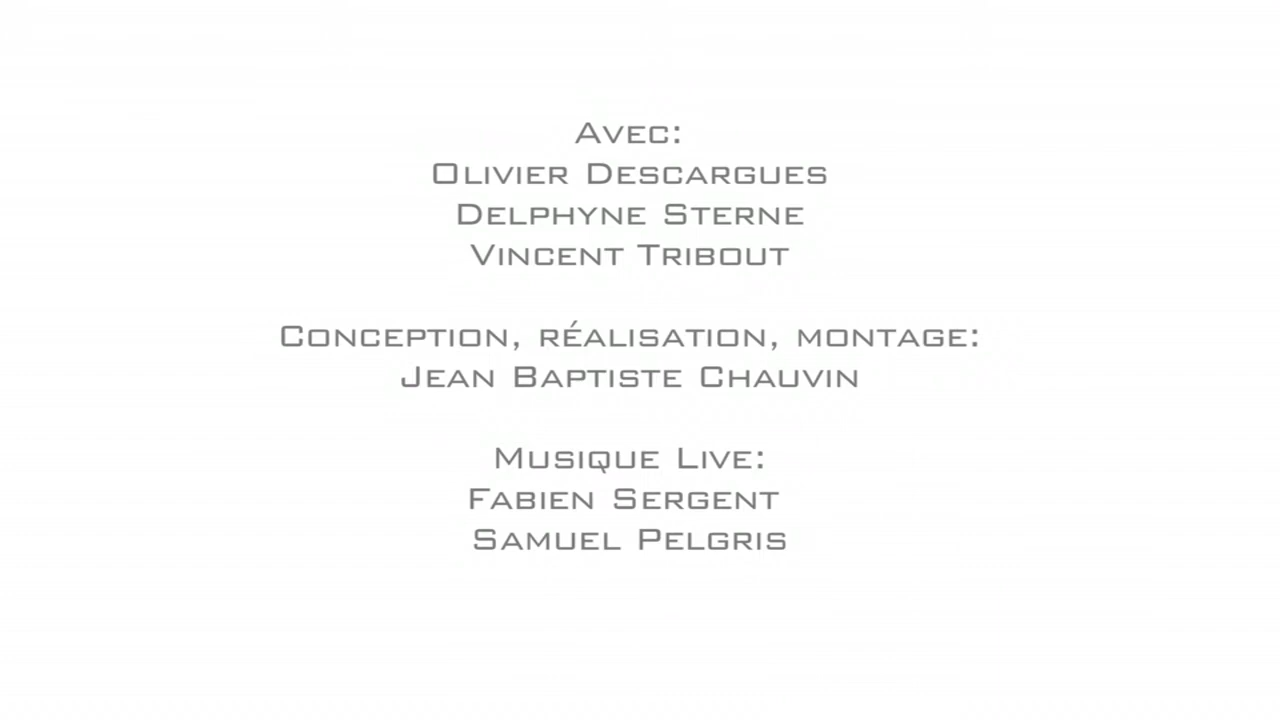 Avec:
Olivier Descargues
Delphyne Sterne
Vincent Tribout
Conception, réalisation, montage:
Jean Baptiste Chauvin
Musique Live:
Fabien Sergent
Samuel Pelgris